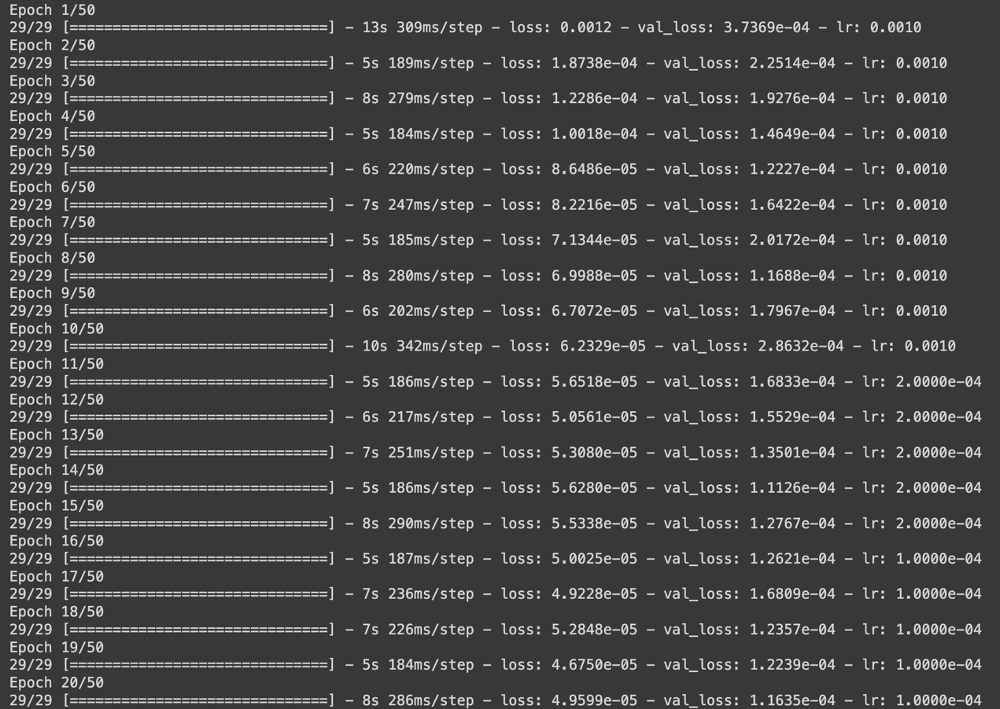 Epoch 1/50
29/29 [==============================] - 13s 309ms/step - loss: 0.0012 - val_loss: 3.7369e-04 - lr: 0.0010
Epoch 2/50
29/29 [==============================] - 5s 189ms/step - loss: 1.8738e-04 - val_loss: 2.2514e-04 - lr: 0.0010
Epoch 3/50
29/29 [==============================] - 8s 279ms/step - loss: 1.2286e-04 - val_loss: 1.9276e-04 - lr: 0.0010
Epoch 4/50
29/29 [==============================] - 5s 184ms/step - loss: 1.0018e-04 - val_loss: 1.4649e-04 - lr: 0.0010
Epoch 5/50
29/29 [==============================] - 6s 220ms/step - loss: 8.6486e-05 - val_loss: 1.2227e-04 - lr: 0.0010
Epoch 6/50
29/29 [==============================] - 7s 247ms/step - loss: 8.2216e-05 - val_loss: 1.6422e-04 - lr: 0.0010
Epoch 7/50
29/29 [==============================] - 5s 185ms/step - loss: 7.1344e-05 - val_loss: 2.0172e-04 - lr: 0.0010
Epoch 8/50
29/29 [==============================] - 8s 280ms/step - loss: 6.9988e-05 - val_loss: 1.1688e-04 - lr: 0.0010
Epoch 9/50
29/29 [==============================] - 6s 202ms/step - loss: 6.7072e-05 - val_loss: 1.7967e-04 - lr: 0.0010
Epoch 10/50
29/29 [==============================] - 10s 342ms/step - loss: 6.2329e-05 - val_loss: 2.8632e-04 - lr: 0.0010
Epoch 11/50
29/29 [==============================] - 5s 186ms/step - loss: 5.6518e-05 - val_loss: 1.6833e-04 - lr: 2.0000e-04
Epoch 12/50
29/29 [==============================] - 6s 217ms/step - loss: 5.0561e-05 - val_loss: 1.5529e-04 - lr: 2.0000e-04
Epoch 13/50
29/29 [==============================] - 7s 251ms/step - loss: 5.3080e-05 - val_loss: 1.3501e-04 - lr: 2.0000e-04
Epoch 14/50
29/29 [==============================] - 5s 186ms/step - loss: 5.6280e-05 - val_loss: 1.1126e-04 - lr: 2.0000e-04
Epoch 15/50
29/29 [==============================] - 8s 290ms/step - loss: 5.5338e-05 - val_loss: 1.2767e-04 - lr: 2.0000e-04
Epoch 16/50
29/29 [==============================] - 5s 187ms/step - loss: 5.0025e-05 - val_loss: 1.2621e-04 - lr: 1.0000e-04
Epoch 17/50
29/29 [==============================] - 7s 236ms/step - loss: 4.9228e-05 - val_loss: 1.6809e-04 - lr: 1.0000e-04
Epoch 18/50
29/29 [==============================] - 7s 226ms/step - loss: 5.2848e-05 - val_loss: 1.2357e-04 - lr: 1.0000e-04
Epoch 19/50
29/29 [==============================] - 5s 184ms/step - loss: 4.6750e-05 - val_loss: 1.2239e-04 - lr: 1.0000e-04
Epoch 20/50
29/29 [==============================] - 8s 286ms/step - loss: 4.9599e-05 - val_loss: 1.1635e-04 - lr: 1.0000e-04